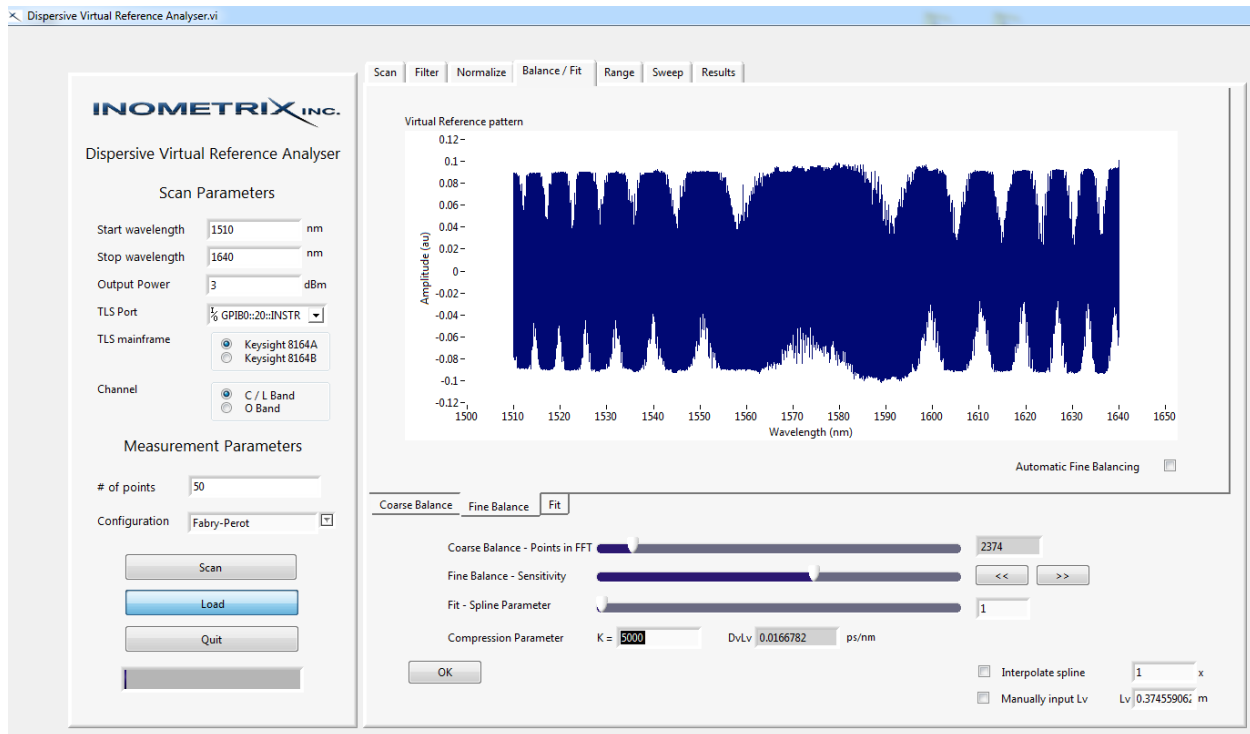 Dispersive Virtual Reference Analyser.vi
INOMETRIX INC.
Dispersive Virtual Reference Analyser
Scan Parameters
Start wavelength 1510 nm
Stop wavelength 1640 nm
Output Power 3 dBm
TLS Port GPIB0::20::INSTR
TLS mainframe
Keysight 8164A
Keysight 8164B
Channel
C / L Band
O Band
Measurement Parameters
# of points 50
Configuration Fabry-Perot
Scan
Load
Quit
Scan Filter Normalize Balance / Fit Range Sweep Results
Virtual Reference pattern
0.12
0.1
0.08
0.06
0.04
0.02
0
-0.02
-0.04
-0.06
-0.08
-0.1
-0.12
Amplitude (au)
1500 1510 1520 1530 1540 1550 1560 1570 1580 1590 1600 1610 1620 1630 1640 1650
Wavelength (nm)
Automatic Fine Balancing
Coarse Balance Fine Balance Fit
Coarse Balance - Points in FFT 2374
Fine Balance - Sensitivity << >>
Fit - Spline Parameter 1
Compression Parameter K = 5000 DvLv 0.0166782 ps/nm
OK
Interpolate spline 1 x
Manually input Lv Lv 0.37455906 m